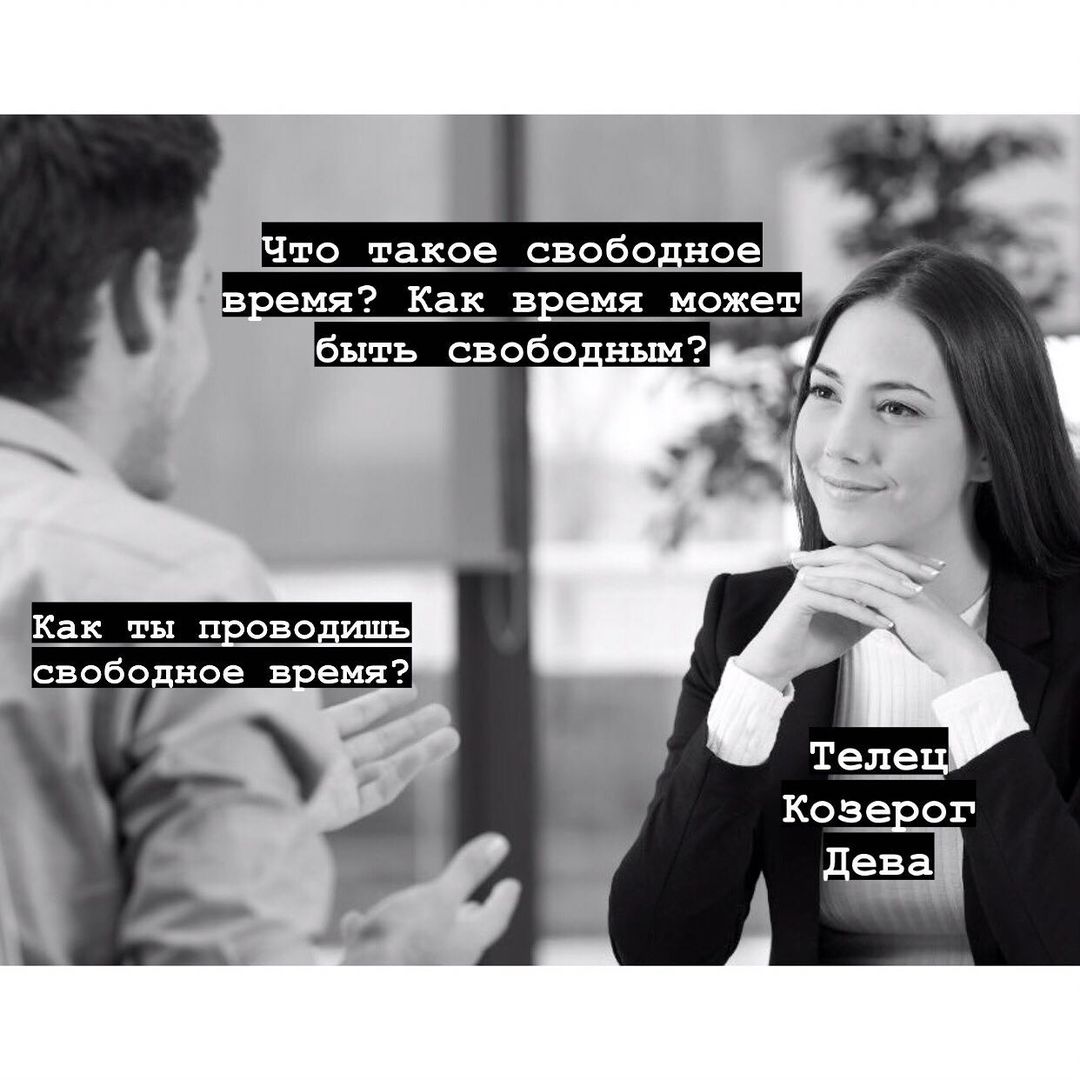 Что такое свободное
время? Как время может
быть свободным?
Как ты проводишь
свободное время?
Телец
Козерог
Дева